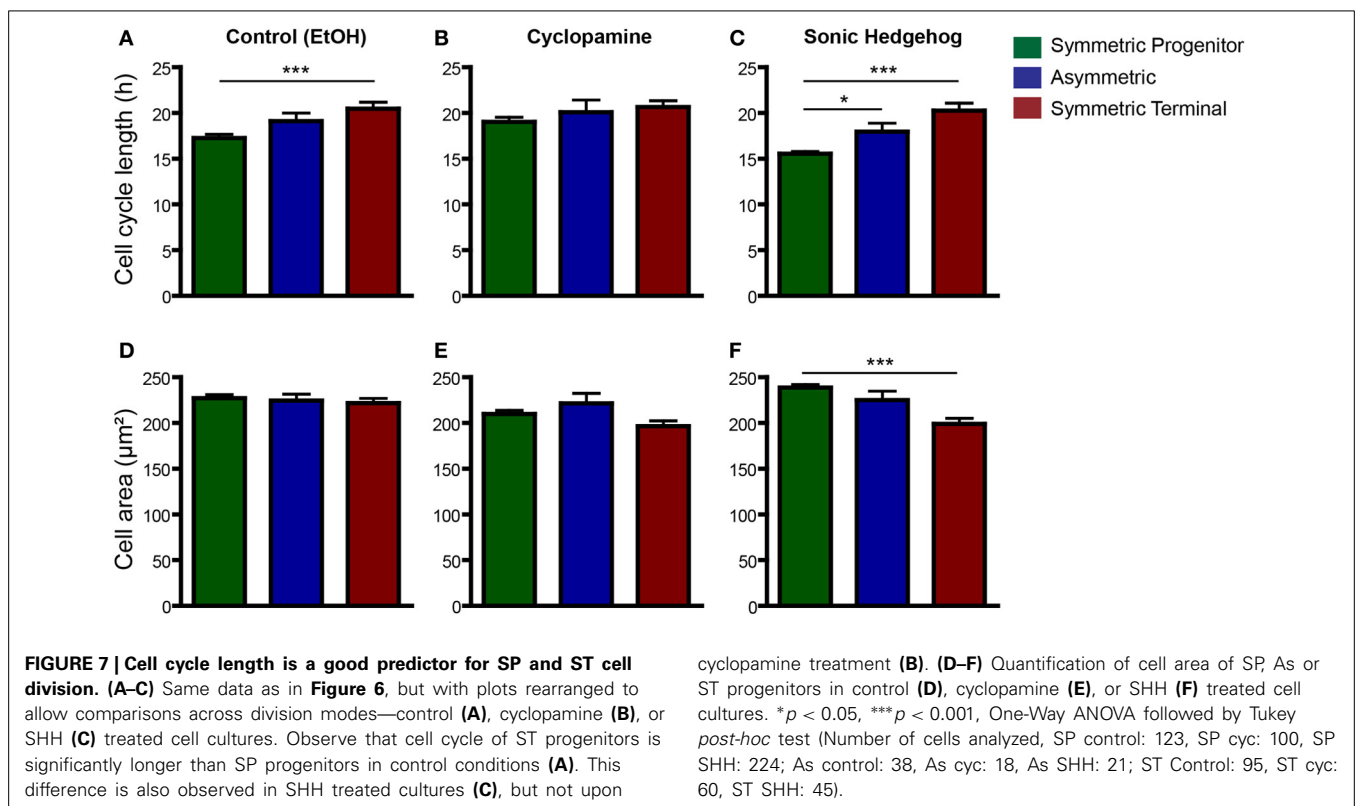 A Control (EtOH) B Cyclopamine C Sonic Hedgehog
Symmetric Progenitor
Asymmetric
Symmetric Terminal
Cell cycle length (h)
25
20
15
10
5
0
***
25
20
15
10
5
0
25
20
15
10
5
0
***
*
D E F
Cell area (µm²)
250
200
150
100
50
0
250
200
150
100
50
0
250
200
150
100
50
0
***
FIGURE 7 | Cell cycle length is a good predictor for SP and ST cell
division. (A–C) Same data as in Figure 6, but with plots rearranged to
allow comparisons across division modes—control (A), cyclopamine (B), or
SHH (C) treated cell cultures. Observe that cell cycle of ST progenitors is
significantly longer than SP progenitors in control conditions (A). This
difference is also observed in SHH treated cultures (C), but not upon
cyclopamine treatment (B). (D–F) Quantification of cell area of SP, As or
ST progenitors in control (D), cyclopamine (E), or SHH (F) treated cell
cultures. *p < 0.05, ***p < 0.001, One-Way ANOVA followed by Tukey
post-hoc test (Number of cells analyzed, SP control: 123, SP cyc: 100, SP
SHH: 224; As control: 38, As cyc: 18, As SHH: 21; ST Control: 95, ST cyc:
60, ST SHH: 45).